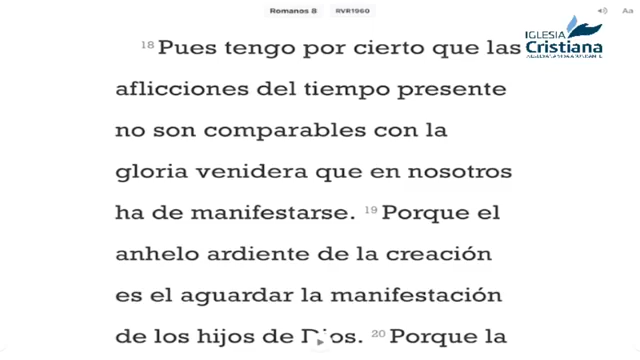 Romanos 8 RVR1960
Aa
IGLESIA
Cristiana
18 Pues tengo por cierto que las
aflicciones del tiempo presente
no son comparables con la
gloria venidera que en nosotros
ha de manifestarse. 19 Porque el
anhelo ardiente de la creación
es el aguardar la manifestación
de los hijos de Dios. 20 Porque la